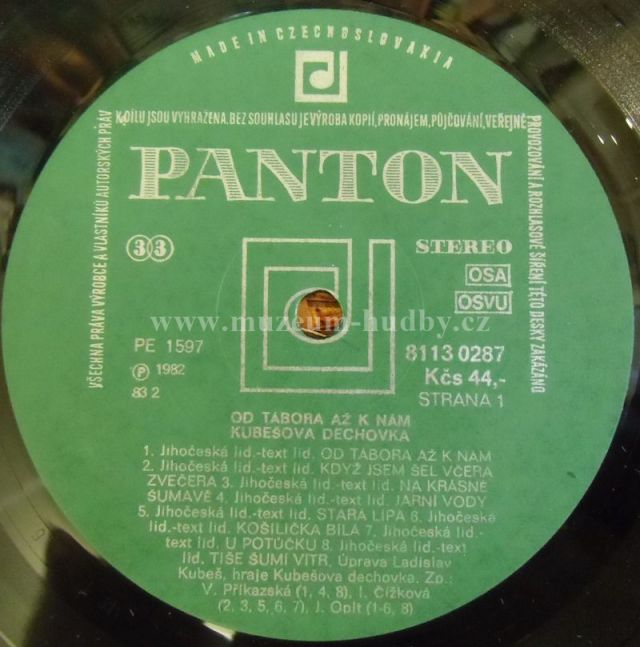 MADE IN CZECHOSLOVAKIA
VŠECHNA PRÁVA VÝROBCE A VLASTNÍKŮ AUTORSKÝCH PRÁV
K DÍLU JSOU VYHRAZENA. BEZ SOUHLASU JE VÝROBA KOPIÍ, PRONÁJEM, PŮJČOVÁNÍ, VEŘEJNÉ
PROVOZOVÁNÍ A ROZHLASOVÉ ŠÍŘENÍ TÉTO DESKY ZAKÁZÁNO
PANTON
33
STEREO
OSA
OSVU
www.muzeum-hudby.cz
PE 1597
8113 0287
Ⓟ 1982
Kčs 44,-
83 2
STRANA 1
OD TÁBORA AŽ K NÁM
KUBEŠOVA DECHOVKA
1. Jihočeská lid.-text lid. OD TÁBORA AŽ K NÁM
2. Jihočeská lid.-text lid. KDYŽ JSEM ŠEL VČERA
ZVEČERA 3. Jihočeská lid.-text lid. NA KRÁSNÉ
ŠUMAVĚ 4. Jihočeská lid.-text lid. JARNÍ VODY
5. Jihočeská lid.-text lid. STARÁ LÍPA 6. Jihočeská
lid.-text lid. KOŠILIČKA BÍLÁ 7. Jihočeská lid.-
text lid. U POTŮČKU 8. Jihočeská lid.-text
lid. TIŠE ŠUMÍ VÍTR, Úprava Ladislav
Kubeš, hraje Kubešova dechovka. Zp.:
V. Příkazská (1, 4, 8), I. Čížková
(2, 3, 5, 6, 7), J. Oplt (1-6, 8)